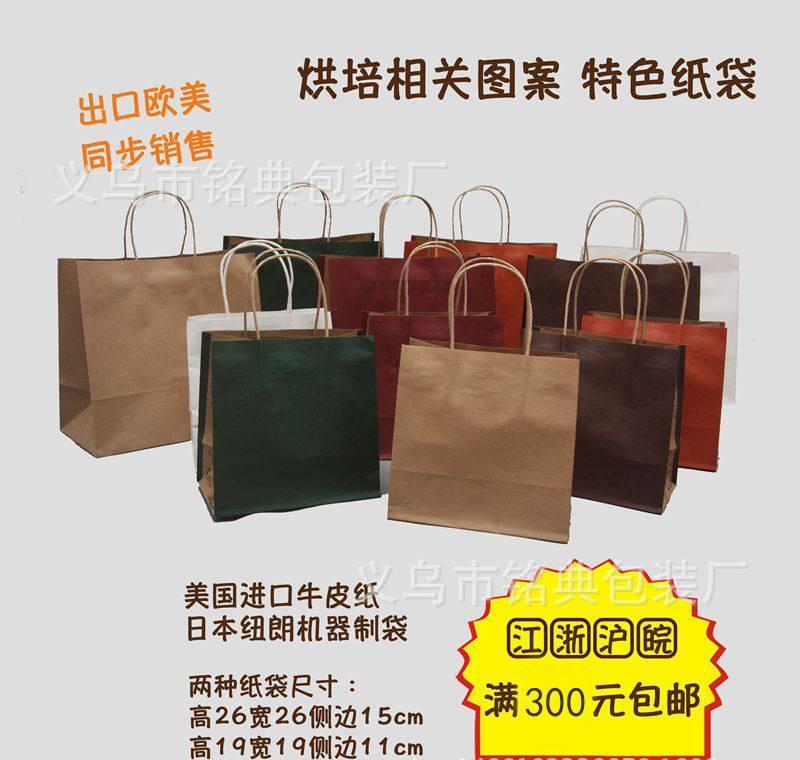 烘培相关图案 特色纸袋
出口欧美
同步销售
义乌市铭典包装厂
义乌市铭典包装厂
美国进口牛皮纸
日本纽朗机器制袋
江浙沪皖
满300元包邮
两种纸袋尺寸：
高26宽26侧边15cm
高19宽19侧边11cm